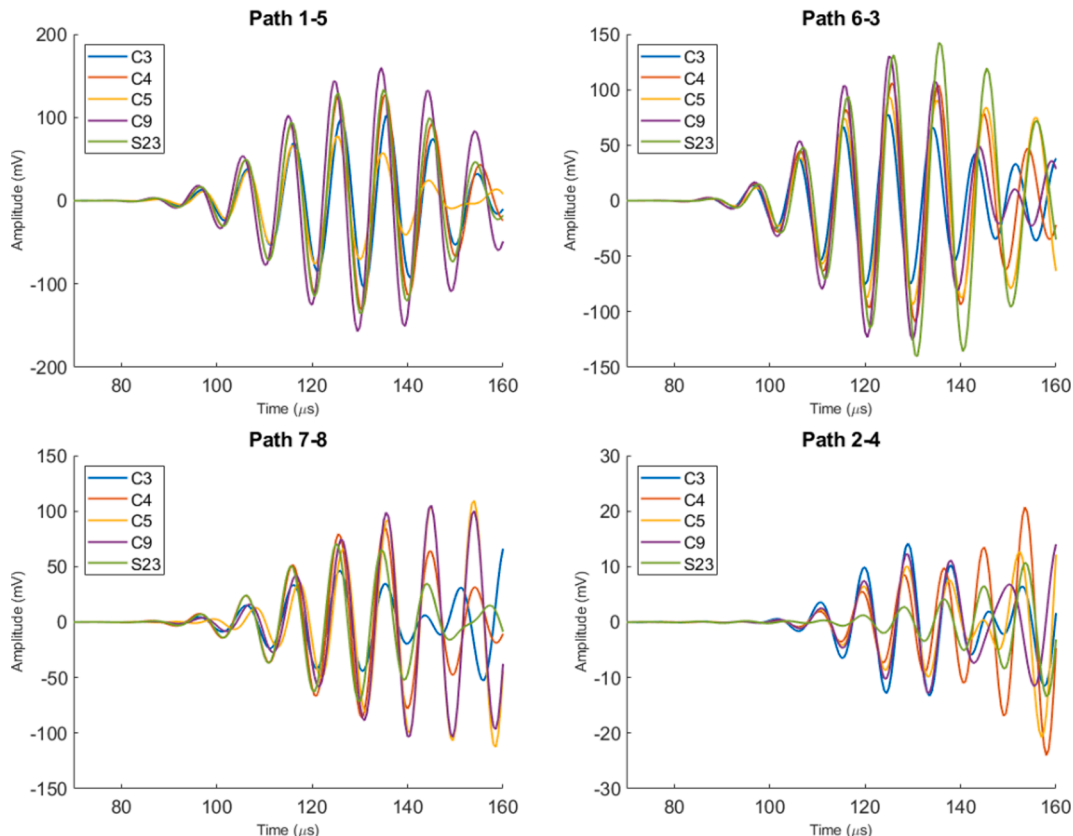 Path 1-5
200
100
0
-100
-200
Amplitude (mV)
C3
C4
C5
C9
S23
80 100 120 140 160
Time (μs)
Path 6-3
150
100
50
0
-50
-100
-150
Amplitude (mV)
C3
C4
C5
C9
S23
80 100 120 140 160
Time (μs)
Path 7-8
150
100
50
0
-50
-100
-150
Amplitude (mV)
C3
C4
C5
C9
S23
80 100 120 140 160
Time (μs)
Path 2-4
30
20
10
0
-10
-20
-30
Amplitude (mV)
C3
C4
C5
C9
S23
80 100 120 140 160
Time (μs)